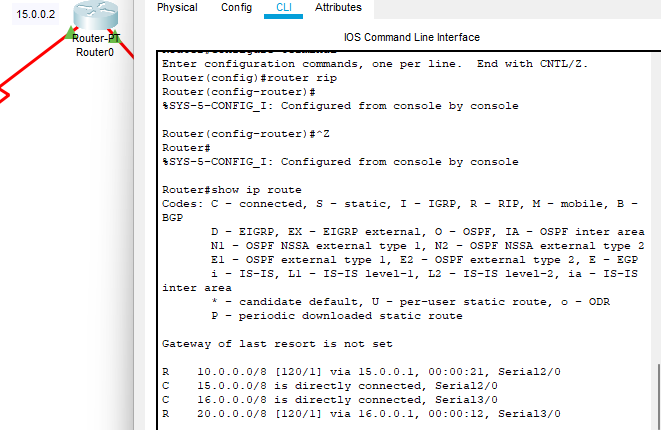 Physical Config CLI Attributes
15.0.0.2
Router-PT
Router0
IOS Command Line Interface
Enter configuration commands, one per line. End with CNTL/Z.
Router(config)#router rip
Router(config-router)#
%SYS-5-CONFIG_I: Configured from console by console
Router(config-router)#^Z
Router#
%SYS-5-CONFIG_I: Configured from console by console
Router#show ip route
Codes: C - connected, S - static, I - IGRP, R - RIP, M - mobile, B -
BGP
D - EIGRP, EX - EIGRP external, O - OSPF, IA - OSPF inter area
N1 - OSPF NSSA external type 1, N2 - OSPF NSSA external type 2
E1 - OSPF external type 1, E2 - OSPF external type 2, E - EGP
i - IS-IS, L1 - IS-IS level-1, L2 - IS-IS level-2, ia - IS-IS
inter area
* - candidate default, U - per-user static route, o - ODR
P - periodic downloaded static route
Gateway of last resort is not set
R 10.0.0.0/8 [120/1] via 15.0.0.1, 00:00:21, Serial2/0
C 15.0.0.0/8 is directly connected, Serial2/0
C 16.0.0.0/8 is directly connected, Serial3/0
R 20.0.0.0/8 [120/1] via 16.0.0.1, 00:00:12, Serial3/0